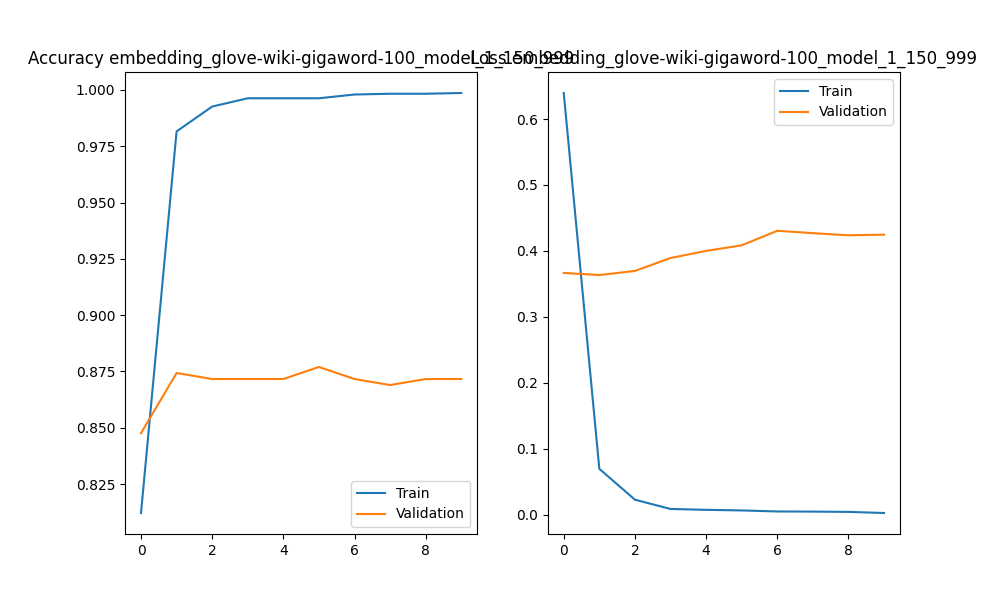 Accuracy embedding_glove-wiki-gigaword-100_model_1_150_999
Loss embedding_glove-wiki-gigaword-100_model_1_150_999
1.000
0.975
0.950
0.925
0.900
0.875
0.850
0.825
0 2 4 6 8
Train
Validation
0.6
0.5
0.4
0.3
0.2
0.1
0.0
0 2 4 6 8
Train
Validation